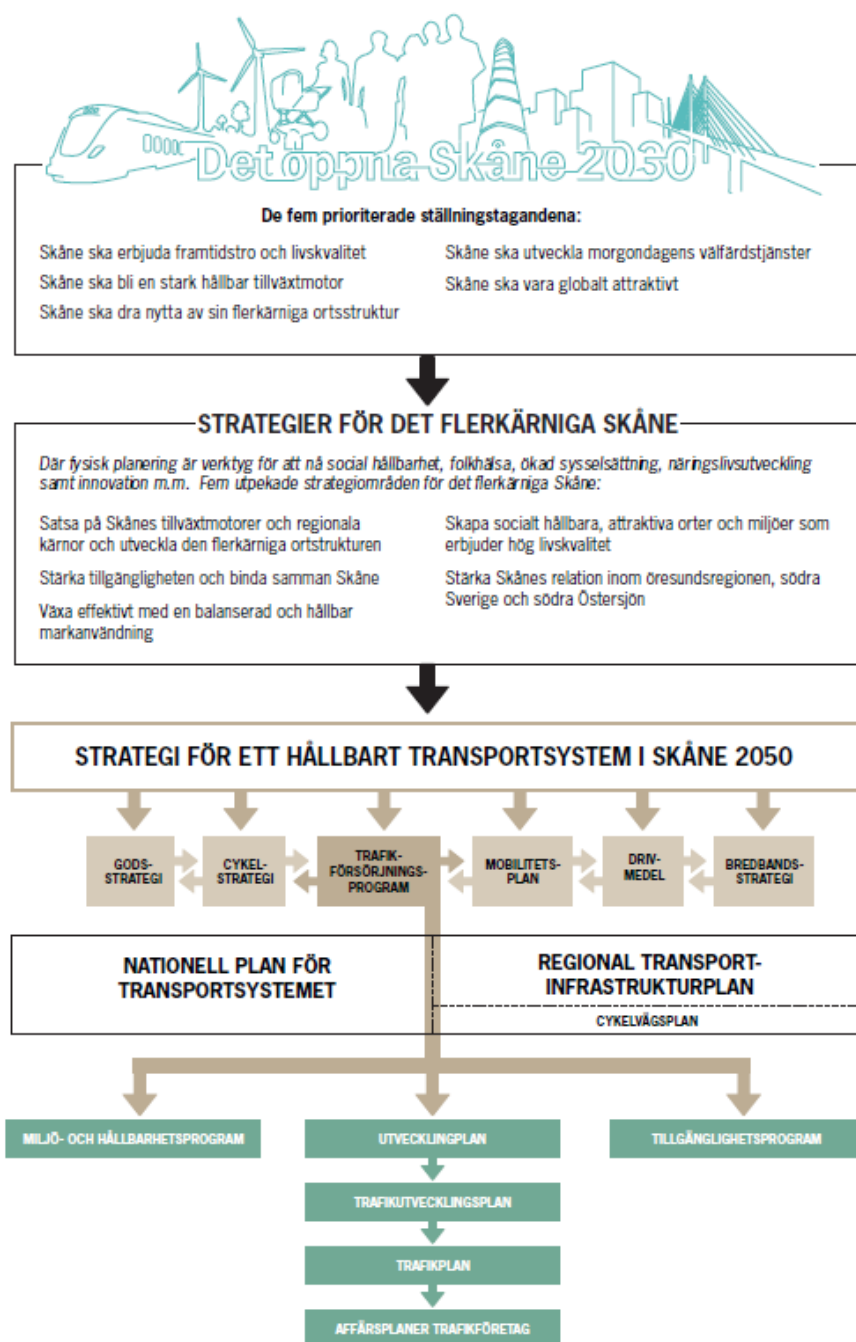 Det öppna Skåne 2030
De fem prioriterade ställningstagandena:
Skåne ska erbjuda framtidstro och livskvalitet
Skåne ska bli en stark hållbar tillväxtmotor
Skåne ska dra nytta av sin flerkärniga ortsstruktur
Skåne ska utveckla morgondagens välfärdstjänster
Skåne ska vara globalt attraktivt
STRATEGIER FÖR DET FLERKÄRNIGA SKÅNE
Där fysisk planering är verktyg för att nå social hållbarhet, folkhälsa, ökad sysselsättning, näringslivsutveckling
samt innovation m.m. Fem utpekade strategiområden för det flerkärniga Skåne:
Satsa på Skånes tillväxtmotorer och regionala
kärnor och utveckla den flerkärniga ortstrukturen
Stärka tillgängligheten och binda samman Skåne
Växa effektivt med en balanserad och hållbar
markanvändning
Skapa socialt hållbara, attraktiva orter och miljöer som
erbjuder hög livskvalitet
Stärka Skånes relation inom öresundsregionen, södra
Sverige och södra Östersjön
STRATEGI FÖR ETT HÅLLBART TRANSPORTSYSTEM I SKÅNE 2050
GODS-
STRATEGI
CYKEL-
STRATEGI
TRAFIK-
FÖRSÖRJNINGS-
PROGRAM
MOBILITETS-
PLAN
DRIV-
MEDEL
BREDBANDS-
STRATEGI
NATIONELL PLAN FÖR
TRANSPORTSYSTEMET
REGIONAL TRANSPORT-
INFRASTRUKTURPLAN
CYKELVÄGSPLAN
MILJÖ- OCH HÅLLBARHETSPROGRAM
UTVECKLINGPLAN
TILLGÄNGLIGHETSPROGRAM
TRAFIKUTVECKLINGSPLAN
TRAFIKPLAN
AFFÄRSPLANER TRAFIKFÖRETAG